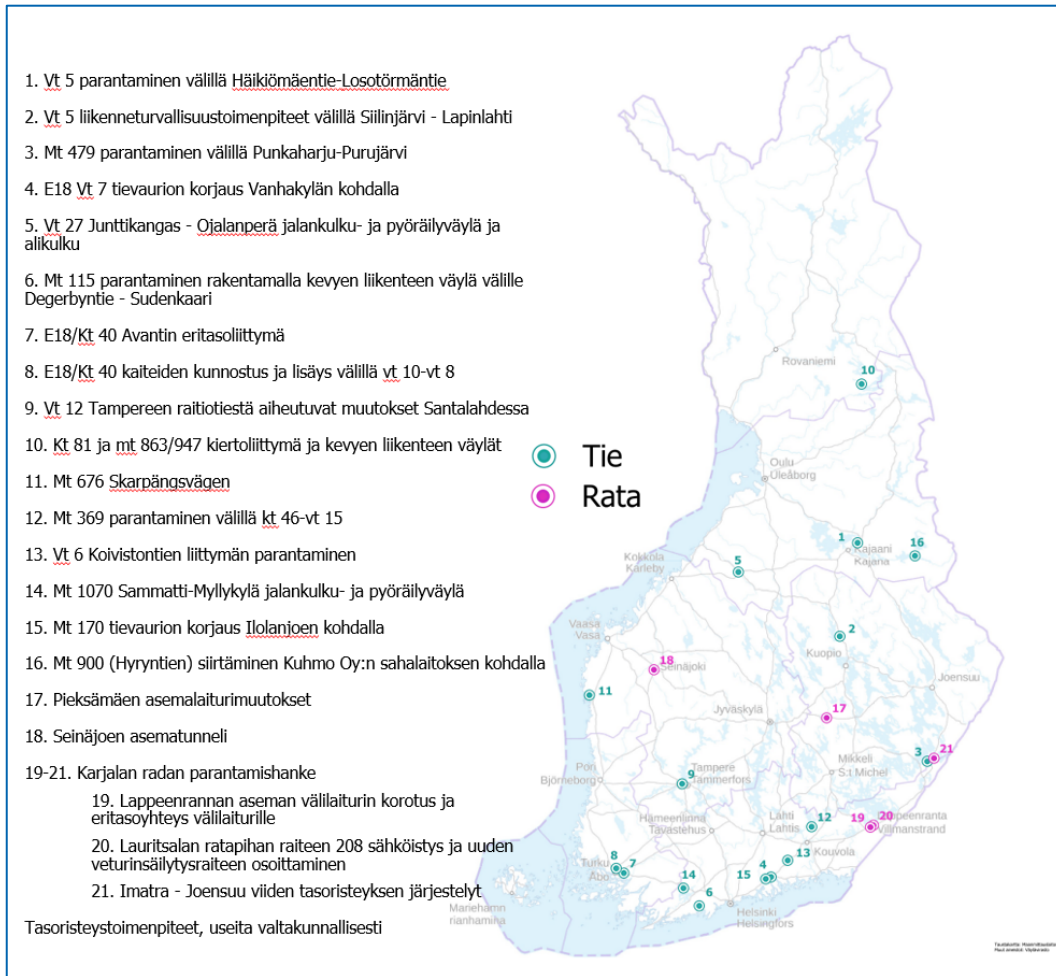 1. Vt 5 parantaminen välillä Häikiömäentie-Losotörmäntie
2. Vt 5 liikenneturvallisuustoimenpiteet välillä Siilinjärvi - Lapinlahti
3. Mt 479 parantaminen välillä Punkaharju-Purujärvi
4. E18 Vt 7 tievaurion korjaus Vanhakylän kohdalla
5. Vt 27 Junttikangas - Ojalanperä jalankulku- ja pyöräilyväylä ja
alikulku
6. Mt 115 parantaminen rakentamalla kevyen liikenteen väylä välille
Degerbyntie - Sudenkaari
7. E18/Kt 40 Avantin eritasoliittymä
8. E18/Kt 40 kaiteiden kunnostus ja lisäys välillä vt 10-vt 8
9. Vt 12 Tampereen raitiotiestä aiheutuvat muutokset Santalahdessa
10. Kt 81 ja mt 863/947 kiertoliittymä ja kevyen liikenteen väylät
11. Mt 676 Skarpängsvägen
12. Mt 369 parantaminen välillä kt 46-vt 15
13. Vt 6 Koivistontien liittymän parantaminen
14. Mt 1070 Sammatti-Myllykylä jalankulku- ja pyöräilyväylä
15. Mt 170 tievaurion korjaus Ilolanjoen kohdalla
16. Mt 900 (Hyryntien) siirtäminen Kuhmo Oy:n sahalaitoksen kohdalla
17. Pieksämäen asemalaiturimuutokset
18. Seinäjoen asematunneli
19-21. Karjalan radan parantamishanke
19. Lappeenrannan aseman välilaiturin korotus ja
eritasoyhteys välilaiturille
20. Lauritsalan ratapihan raiteen 208 sähköistys ja uuden
veturinsäilytysraiteen osoittaminen
21. Imatra - Joensuu viiden tasoristeyksen järjestelyt
Tasoristeystoimenpiteet, useita valtakunnallisesti
Tie
Rata
Rovaniemi
10
Oulu
Uleåborg
1
Kajaani
Kajana
16
Kokkola
Karleby
5
Vaasa
Vasa
2
Kuopio
18
Seinäjoki
Joensuu
11
Jyväskylä
17
Mikkeli
S:t Michel
3
21
Pori
Björneborg
9
Tampere
Tammerfors
Hämeenlinna
Tavastehus
Lahti
Lahtis
12
19
20
Villmanstrand
Kouvola
13
8
7
Turku
Åbo
14
15
4
6
Helsinki
Helsingfors